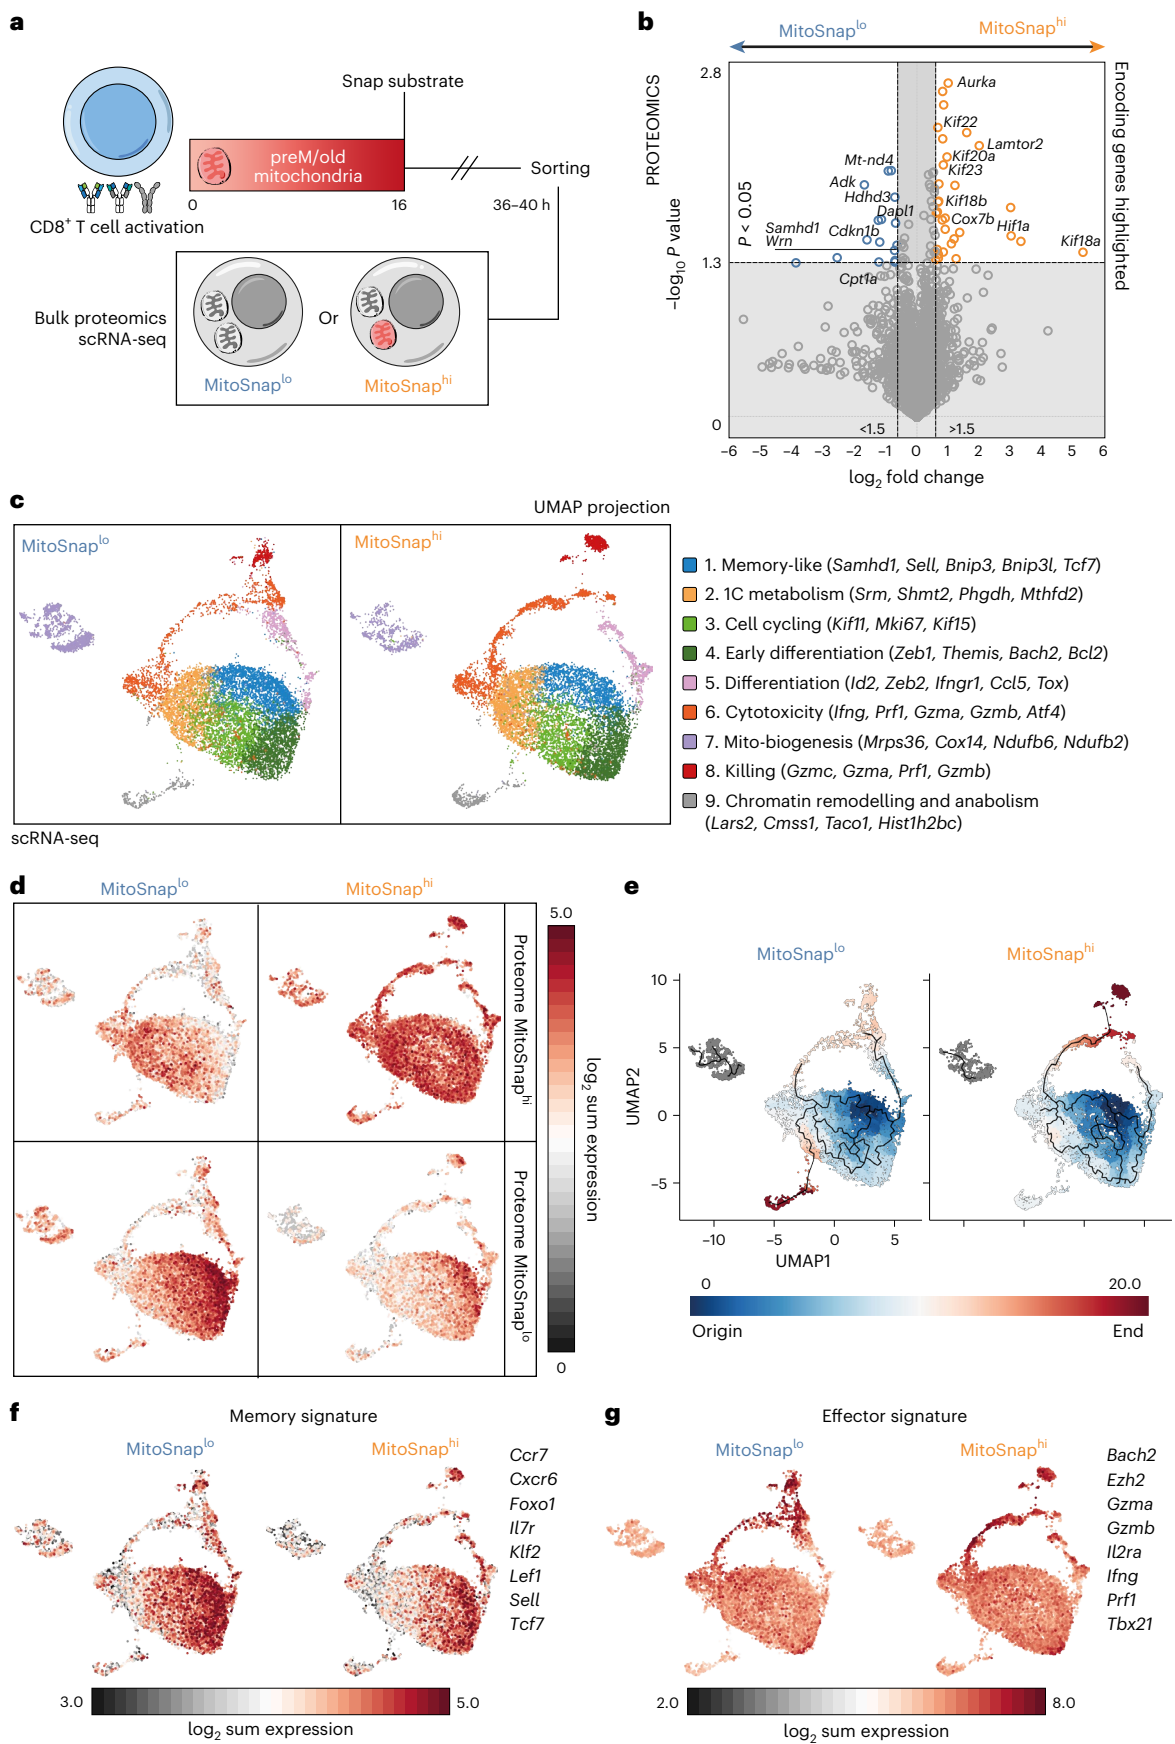 a
Snap substrate
preM/old
mitochondria
Sorting
0
16
36–40 h
CD8+ T cell activation
Bulk proteomics
scRNA-seq
Or
MitoSnaplo
MitoSnaphi
b
MitoSnaplo
MitoSnaphi
PROTEOMICS
Encoding genes highlighted
–log10 P value
P < 0.05
2.8
1.3
0
Aurka
Kif22
Lamtor2
Mt-nd4
Kif20a
Kif23
Adk
Hdhd3
Kif18b
Dapl1
Cox7b
Samhd1
Cdkn1b
Hif1a
Wrn
Kif18a
Cpt1a
<1.5
>1.5
–6 –5 –4 –3 –2 –1 0 1 2 3 4 5 6
log2 fold change
c
UMAP projection
MitoSnaplo
MitoSnaphi
scRNA-seq
1. Memory-like (Samhd1, Sell, Bnip3, Bnip3l, Tcf7)
2. 1C metabolism (Srm, Shmt2, Phgdh, Mthfd2)
3. Cell cycling (Kif11, Mki67, Kif15)
4. Early differentiation (Zeb1, Themis, Bach2, Bcl2)
5. Differentiation (Id2, Zeb2, Ifngr1, Ccl5, Tox)
6. Cytotoxicity (Ifng, Prf1, Gzma, Gzmb, Atf4)
7. Mito-biogenesis (Mrps36, Cox14, Ndufb6, Ndufb2)
8. Killing (Gzmc, Gzma, Prf1, Gzmb)
9. Chromatin remodelling and anabolism
(Lars2, Cmss1, Taco1, Hist1h2bc)
d
MitoSnaplo
MitoSnaphi
Proteome MitoSnaphi
Proteome MitoSnaplo
5.0
log2 sum expression
0
e
MitoSnaplo
MitoSnaphi
10
5
0
–5
UMAP2
–10 –5 0 5
UMAP1
0
20.0
Origin
End
f
Memory signature
MitoSnaplo
MitoSnaphi
Ccr7
Cxcr6
Foxo1
Il7r
Klf2
Lef1
Sell
Tcf7
3.0
5.0
log2 sum expression
g
Effector signature
MitoSnaplo
MitoSnaphi
Bach2
Ezh2
Gzma
Gzmb
Il2ra
Ifng
Prf1
Tbx21
2.0
8.0
log2 sum expression